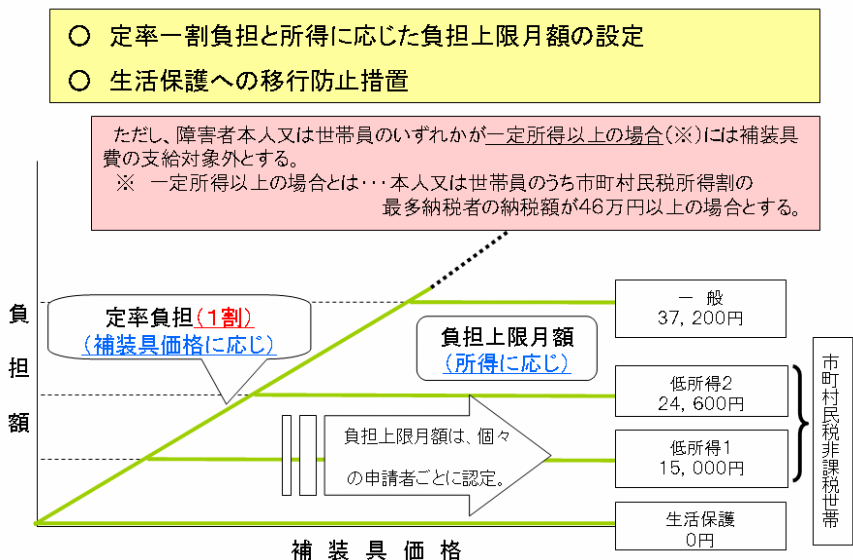 ○ 定率一割負担と所得に応じた負担上限月額の設定
○ 生活保護への移行防止措置
ただし、障害者本人又は世帯員のいずれかが一定所得以上の場合(※)には補装具
費の支給対象外とする。
※ 一定所得以上の場合とは・・・本人又は世帯員のうち市町村民税所得割の
最多納税者の納税額が46万円以上の場合とする。
負担額
定率負担(1割)
(補装具価格に応じ)
負担上限月額
(所得に応じ)
一 般
37,200円
低所得2
24,600円
負担上限月額は、個々
の申請者ごとに認定。
低所得1
15,000円
生活保護
0円
市町村民税非課税世帯
補 装 具 価 格